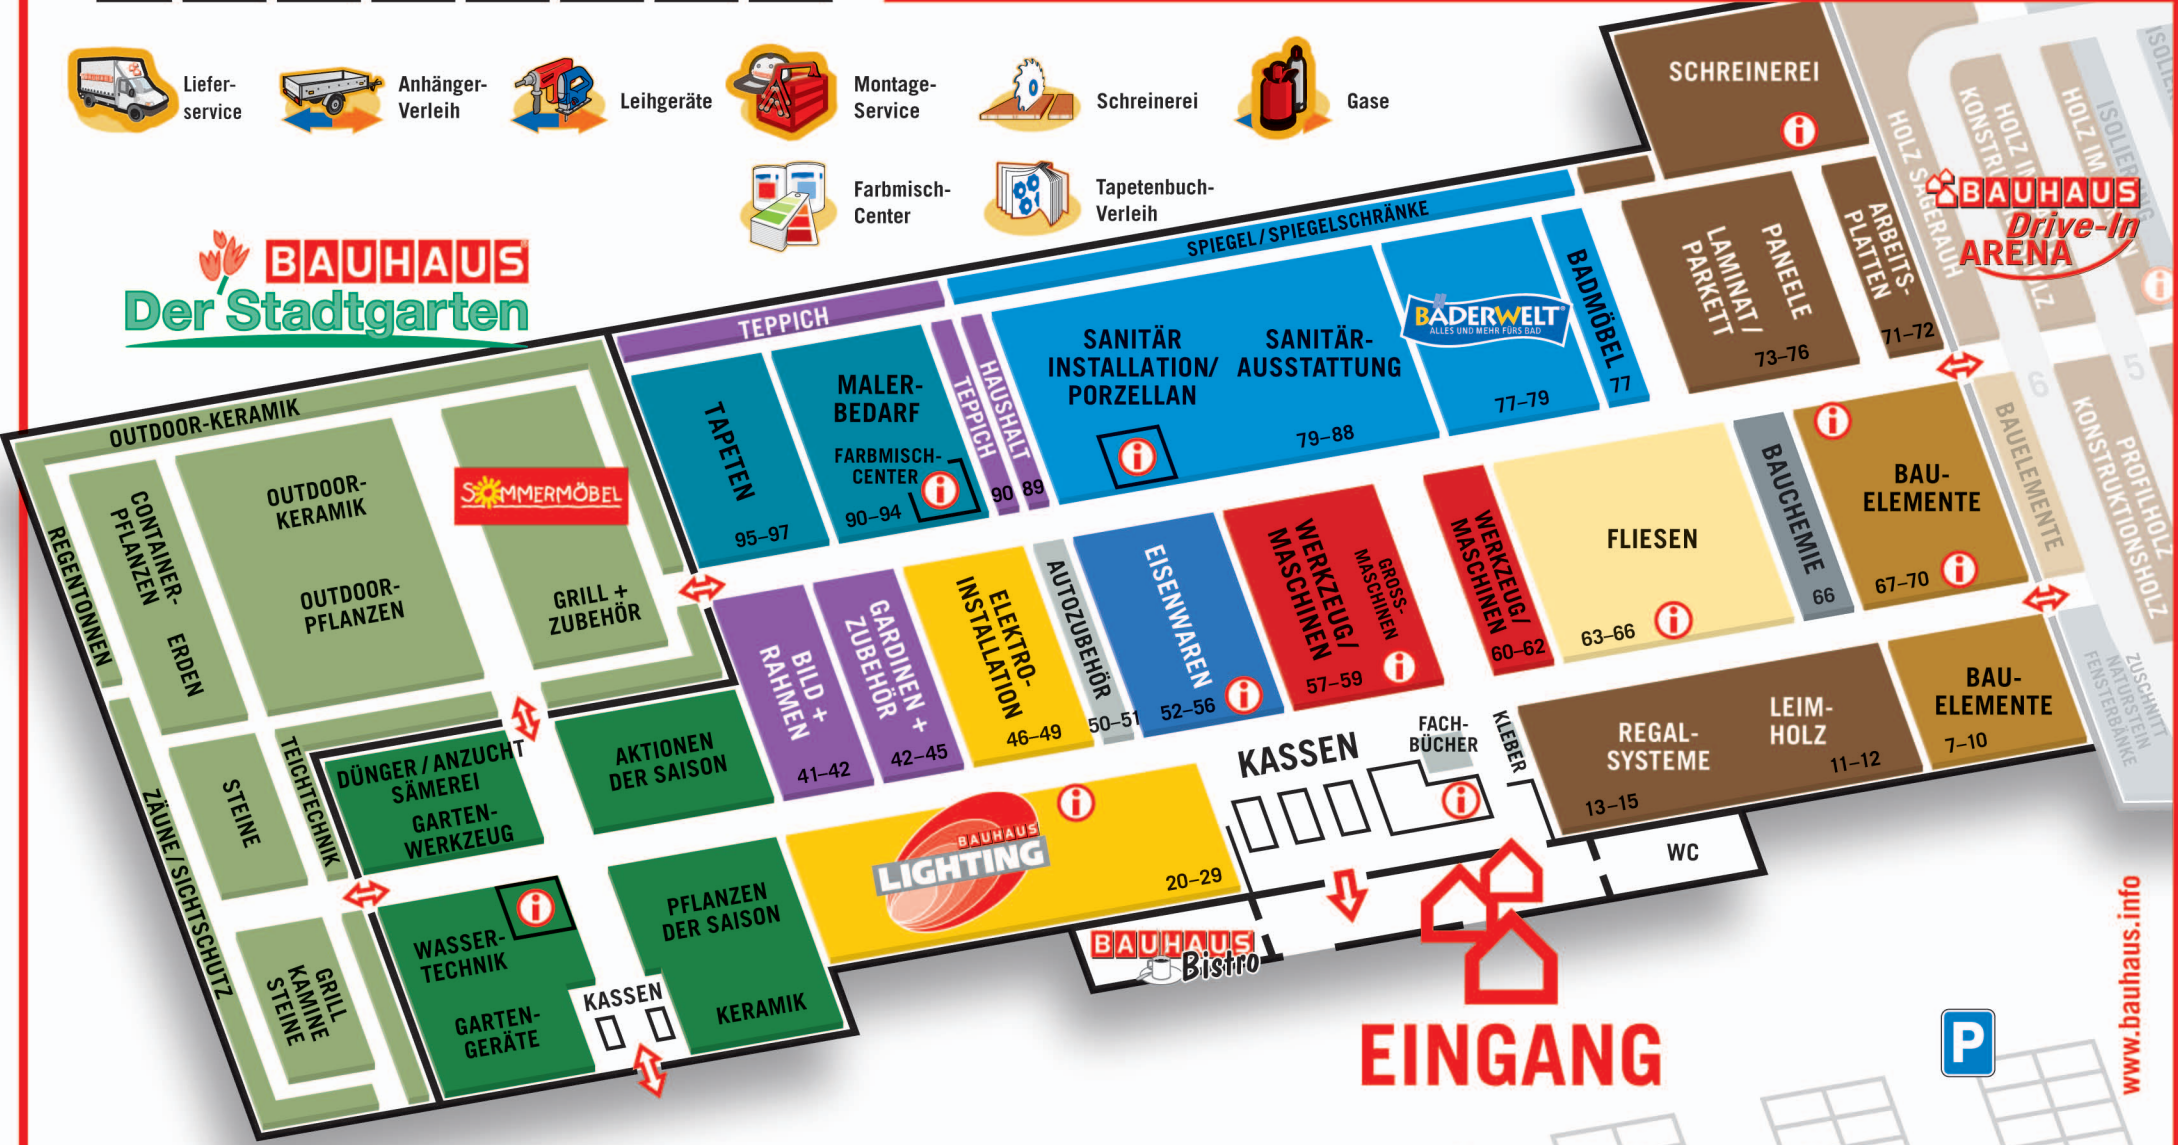 Liefer-
service
Anhänger-
Verleih
Leihgeräte
Montage-
Service
Schreinerei
Gase
Farbmisch-
Center
Tapetenbuch-
Verleih
BAUHAUS
Der Stadtgarten
SCHREINEREI
HOLZ SÄGERAUH
BAUHAUS
Drive-In
ARENA
SPIEGEL/SPIEGELSCHRÄNKE
TEPPICH
OUTDOOR-KERAMIK
TAPETEN
95–97
MALER-
BEDARF
FARBMISCH-
CENTER
90–94
TEPPICH
90
HAUSHALT
89
SANITÄR
INSTALLATION/
PORZELLAN
SANITÄR-
AUSSTATTUNG
79–88
BÄDERWELT
ALLES UND MEHR FÜRS BAD
77–79
BADMÖBEL
77
LAMINAT/
PARKETT
PANEELE
73–76
ARBEITS-
PLATTEN
71–72
6
5
REGENTONNEN
CONTAINER-
PFLANZEN
ERDEN
OUTDOOR-
KERAMIK
OUTDOOR-
PFLANZEN
SOMMERMÖBEL
GRILL +
ZUBEHÖR
BILD +
RAHMEN
41–42
GARDINEN +
ZUBEHÖR
42–45
ELEKTRO-
INSTALLATION
46–49
AUTOZUBEHÖR
50–51
EISENWAREN
52–56
WERKZEUG/
MASCHINEN
GROSS-
MASCHINEN
57–59
WERKZEUG/
MASCHINEN
60–62
FLIESEN
63–66
BAUCHEMIE
66
BAU-
ELEMENTE
67–70
BAUELEMENTE
PROFILHOLZ
KONSTRUKTIONSHOLZ
ZÄUNE/SICHTSCHUTZ
STEINE
TEICHTECHNIK
DÜNGER/ANZUCHT
SÄMEREI
GARTEN-
WERKZEUG
AKTIONEN
DER SAISON
BAUHAUS
LIGHTING
20–29
KASSEN
FACH-
BÜCHER
KLEBER
REGAL-
SYSTEME
13–15
LEIM-
HOLZ
11–12
BAU-
ELEMENTE
7–10
ZUSCHNITT
NATURSTEIN
FENSTERBÄNKE
GRILL
KAMINE
STEINE
WASSER-
TECHNIK
GARTEN-
GERÄTE
KASSEN
PFLANZEN
DER SAISON
KERAMIK
BAUHAUS
Bistro
WC
EINGANG
P
www.bauhaus.info